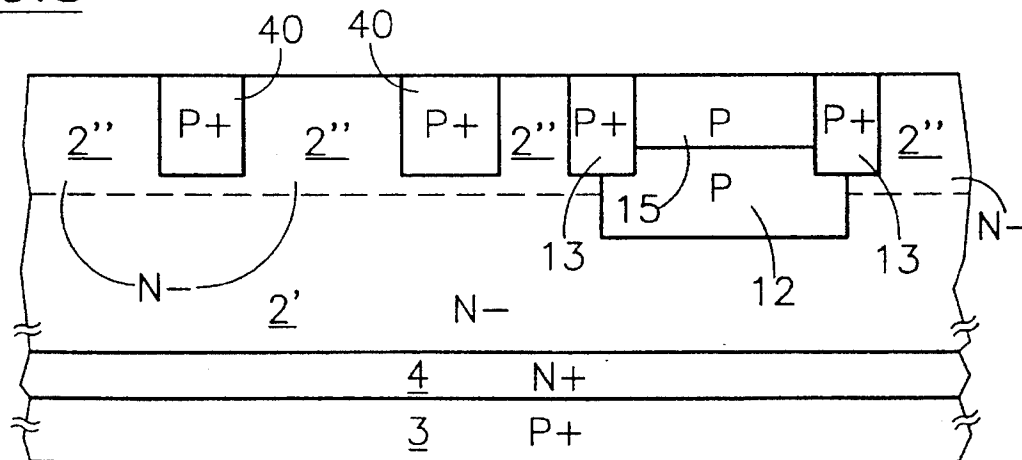 40 40
2'' P+ 2'' P+ 2'' P+ P P+ 2''
P
15
13 13 N-
12
N-
2' N-
4 N+
3 P+